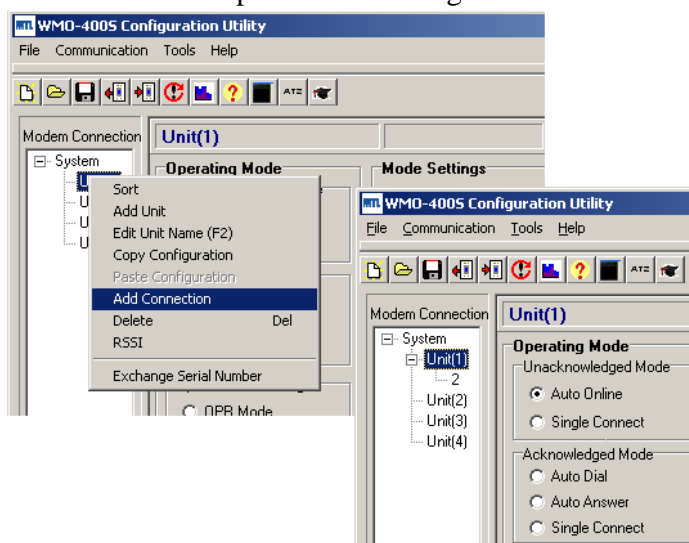 WMO-400S Configuration Utility
File Communication Tools Help
ATZ
Modem Connection
Unit(1)
System
Operating Mode
Mode Settings
U
U
U
U
Sort
Add Unit
Edit Unit Name (F2)
Copy Configuration
Paste Configuration
Add Connection
Delete Del
RSSI
Exchange Serial Number
OPR Mode
WMO-400S Configuration Utility
File Communication Tools Help
ATZ
Modem Connection
Unit(1)
System
Unit(1)
2
Unit(2)
Unit(3)
Unit(4)
Operating Mode
Unacknowledged Mode
Auto Online
Single Connect
Acknowledged Mode
Auto Dial
Auto Answer
Single Connect